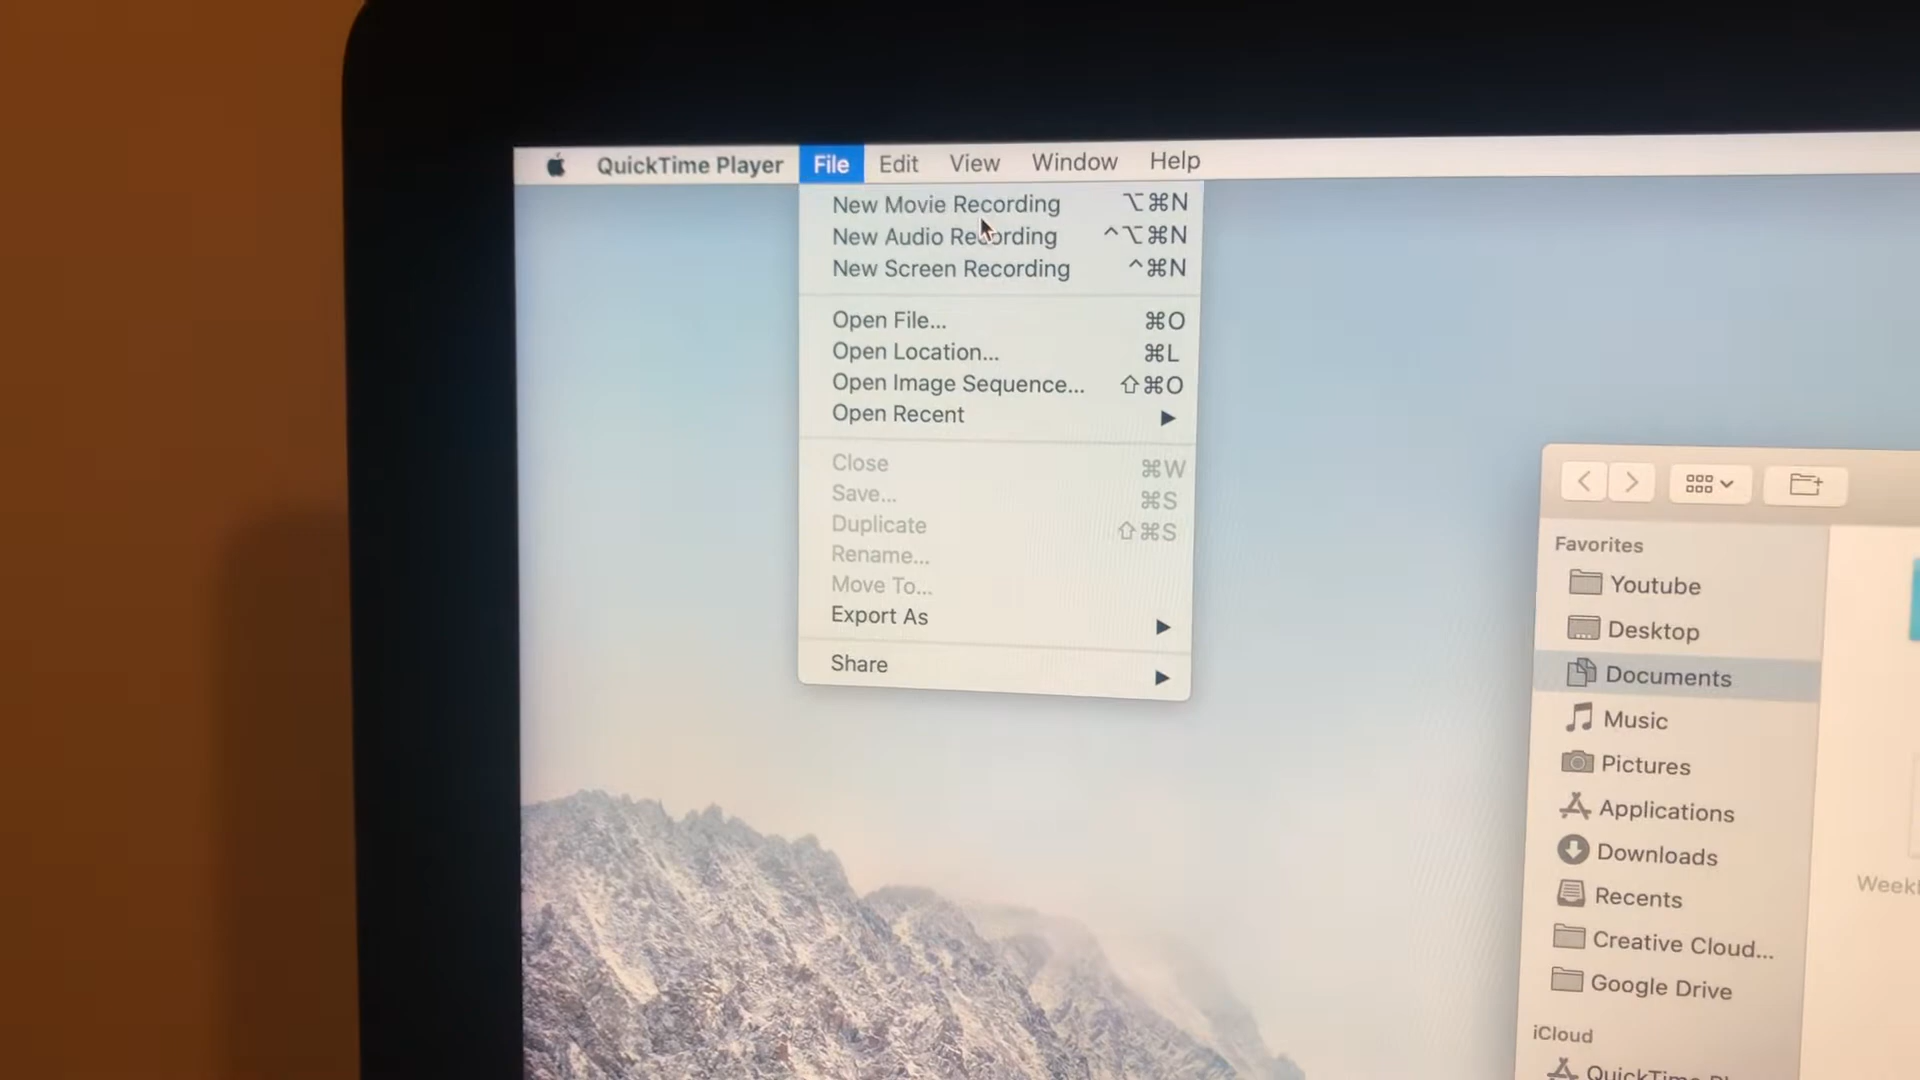 QuickTime Player File Edit View Window Help
New Movie Recording ⌥⌘N
New Audio Recording ^⌥⌘N
New Screen Recording ^⌘N
Open File... ⌘O
Open Location... ⌘L
Open Image Sequence... ⇧⌘O
Open Recent ▶
Close ⌘W
Save... ⌘S
Duplicate ⇧⌘S
Rename...
Move To...
Export As ▶
Share ▶
Favorites
Youtube
Desktop
Documents
Music
Pictures
Applications
Downloads
Recents
Creative Cloud...
Google Drive
iCloud
QuickTime